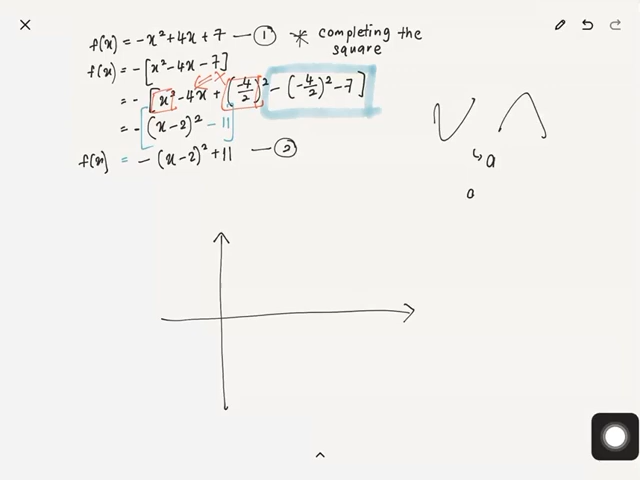 f(x) = -x² + 4x + 7 — ① * completing the square
f(x) = -[x² - 4x - 7]
= -[x² - 4x + (-4/2)² - (-4/2)² - 7]
= -[(x-2)² - 11]
f(x) = -(x-2)² + 11 — ②
↳ a
a